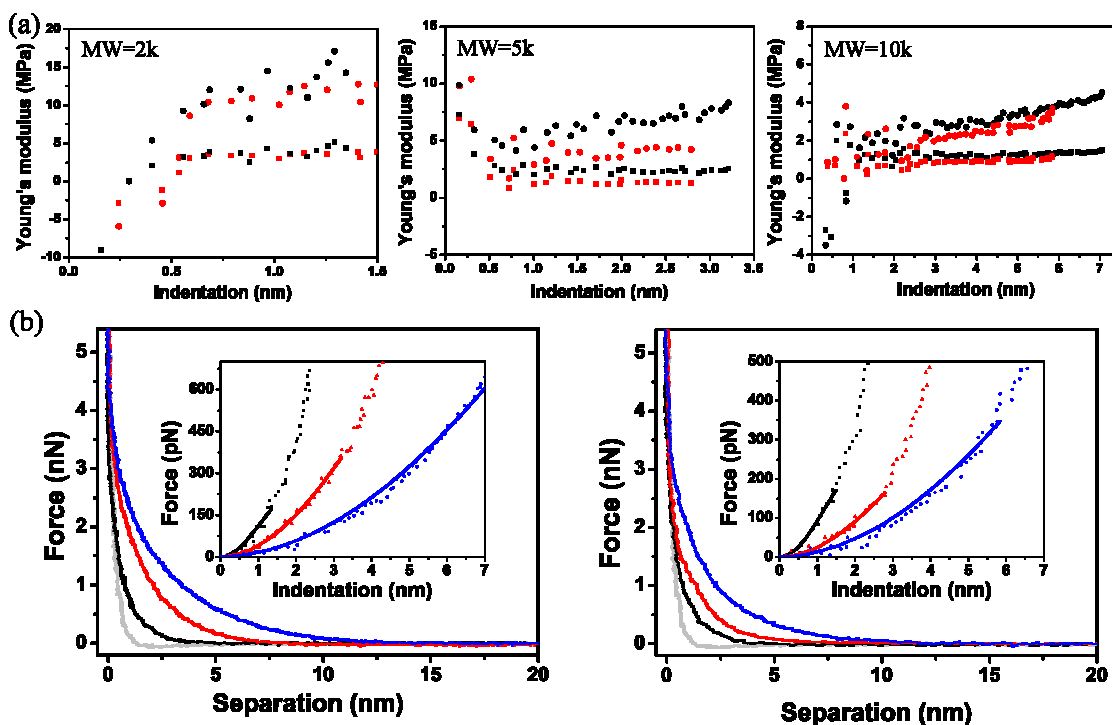 (a)
MW=2k
Young's modulus (MPa)
20
15
10
5
0
-5
-10
0.0 0.5 1.0 1.5
Indentation (nm)
MW=5k
Young's modulus (MPa)
15
10
5
0
-5
0.0 0.5 1.0 1.5 2.0 2.5 3.0 3.5
Indentation (nm)
MW=10k
Young's modulus (MPa)
8
6
4
2
0
-2
-4
0 1 2 3 4 5 6 7
Indentation (nm)
(b)
Force (nN)
5
4
3
2
1
0
0 5 10 15 20
Separation (nm)
Force (pN)
600
450
300
150
0
0 1 2 3 4 5 6 7
Indentation (nm)
Force (nN)
5
4
3
2
1
0
0 5 10 15 20
Separation (nm)
Force (pN)
500
400
300
200
100
0
0 1 2 3 4 5 6 7
Indentation (nm)